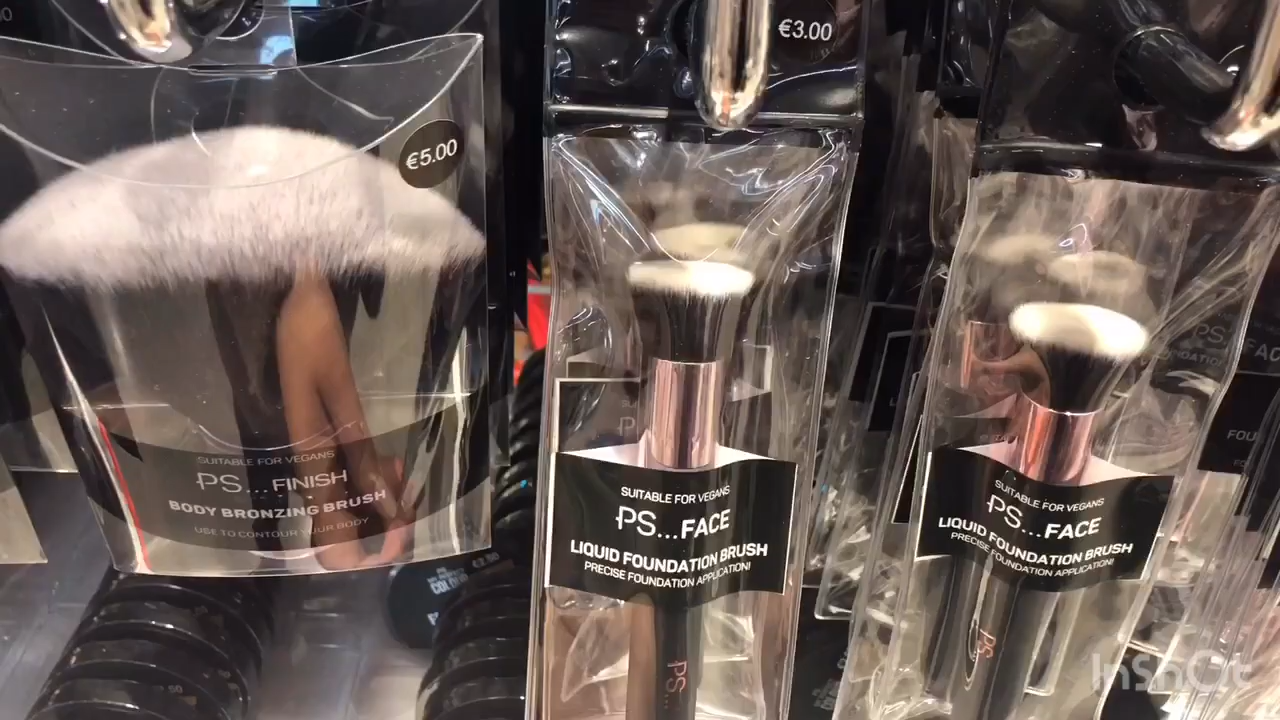 €5.00
SUITABLE FOR VEGANS
PS...FINISH
BODY BRONZING BRUSH
USE TO CONTOUR YOUR BODY
€3.00
SUITABLE FOR VEGANS
PS...FACE
LIQUID FOUNDATION BRUSH
PRECISE FOUNDATION APPLICATION!
PS...
SUITABLE FOR VEGANS
PS...FACE
LIQUID FOUNDATION BRUSH
PRECISE FOUNDATION APPLICATION!
PS...
InShOt